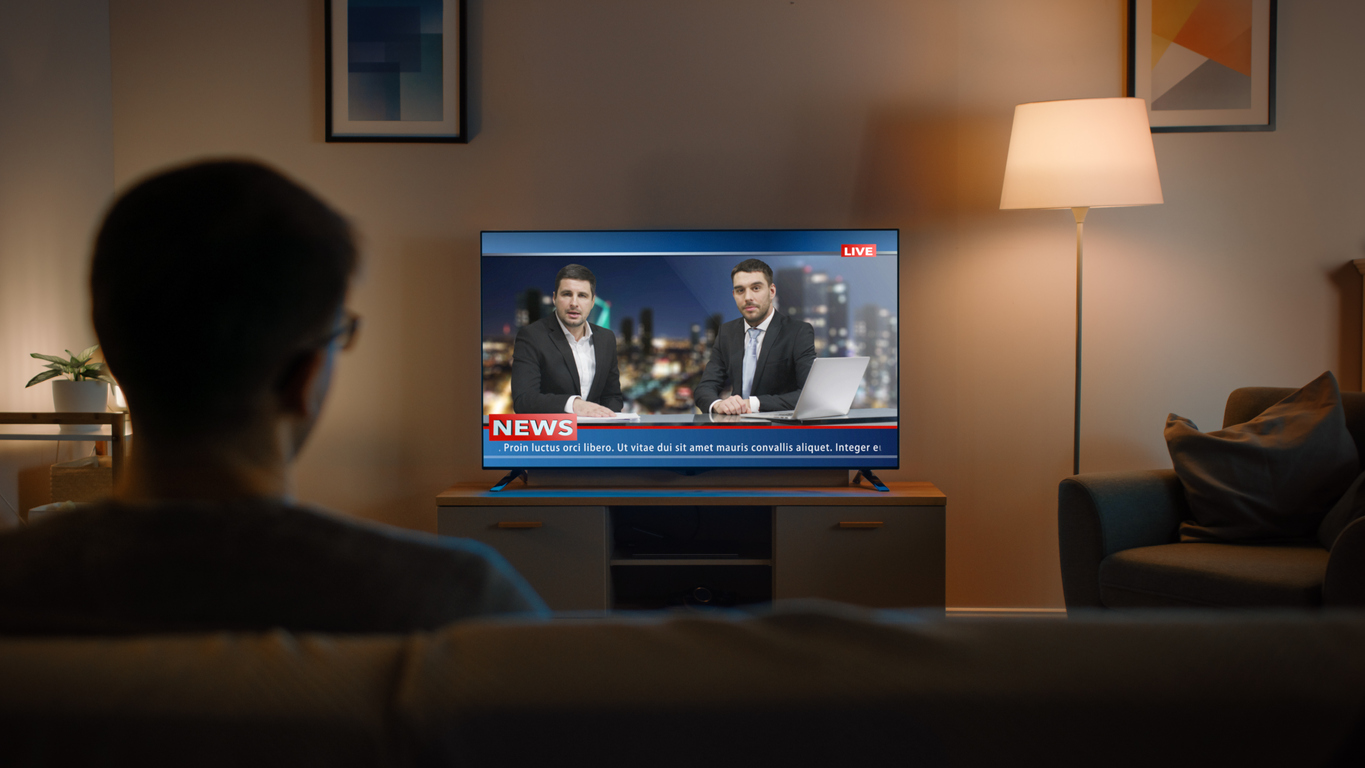 LIVE
NEWS
. Proin luctus orci libero. Ut vitae dui sit amet mauris convallis aliquet. Integer